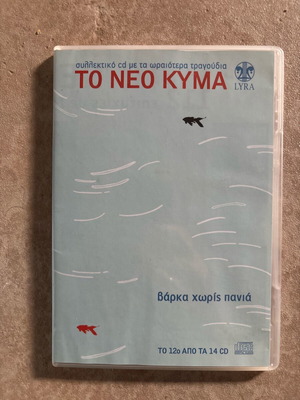 συλλεκτικό cd με τα ωραιότερα τραγούδια
ΤΟ ΝΕΟ ΚΥΜΑ
LYRA
βάρκα χωρίς πανιά
ΤΟ 12ο ΑΠΟ ΤΑ 14 CD